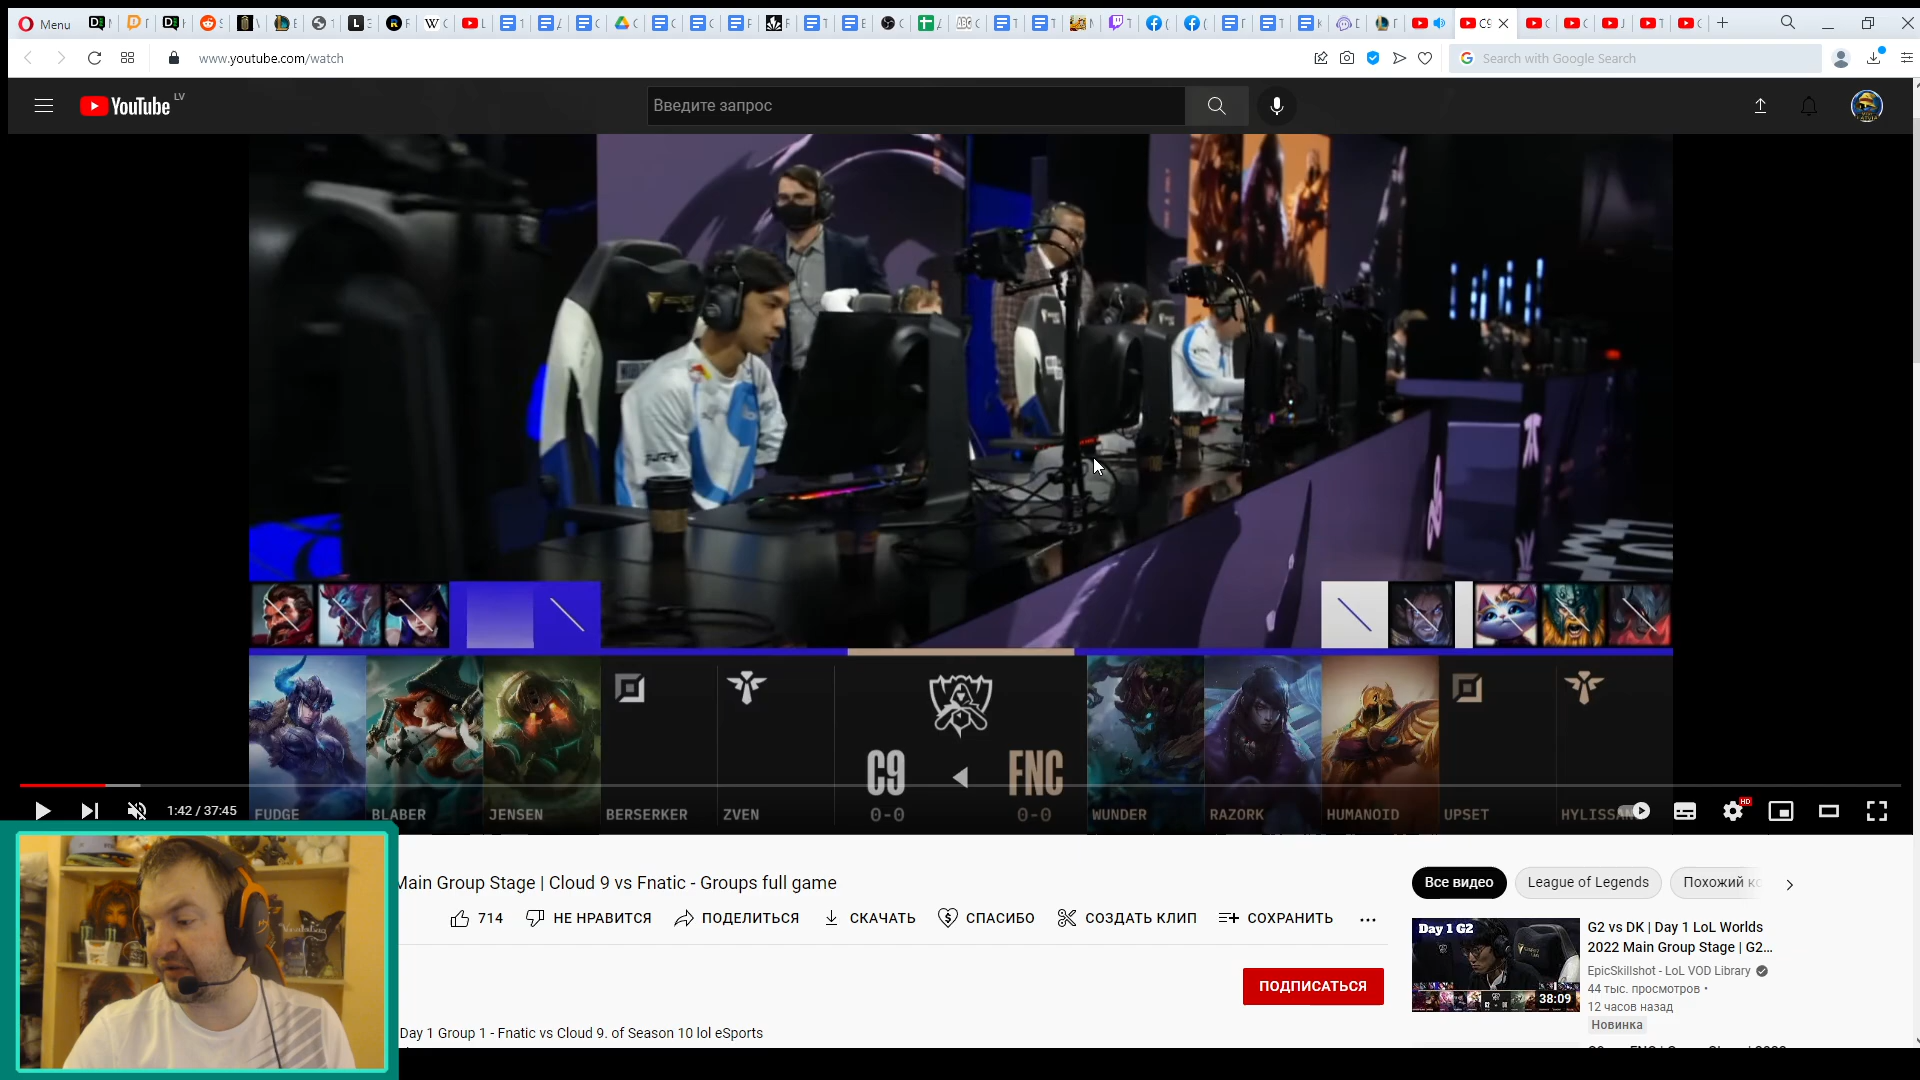 Menu
www.youtube.com/watch
Search with Google Search
YouTube LV
Введите запрос
C9
FNC
0-0
0-0
FUDGE
BLABER
JENSEN
BERSERKER
ZVEN
WUNDER
RAZORK
HUMANOID
UPSET
1:42 / 37:45
HD
Main Group Stage | Cloud 9 vs Fnatic - Groups full game
714
НЕ НРАВИТСЯ
ПОДЕЛИТЬСЯ
СКАЧАТЬ
СПАСИБО
СОЗДАТЬ КЛИП
СОХРАНИТЬ
ПОДПИСАТЬСЯ
Day 1 Group 1 - Fnatic vs Cloud 9. of Season 10 lol eSports
Все видео
League of Legends
Похожий
Day 1 G2
38:09
G2 vs DK | Day 1 LoL Worlds
2022 Main Group Stage | G2...
EpicSkillshot - LoL VOD Library
44 тыс. просмотров •
12 часов назад
Новинка